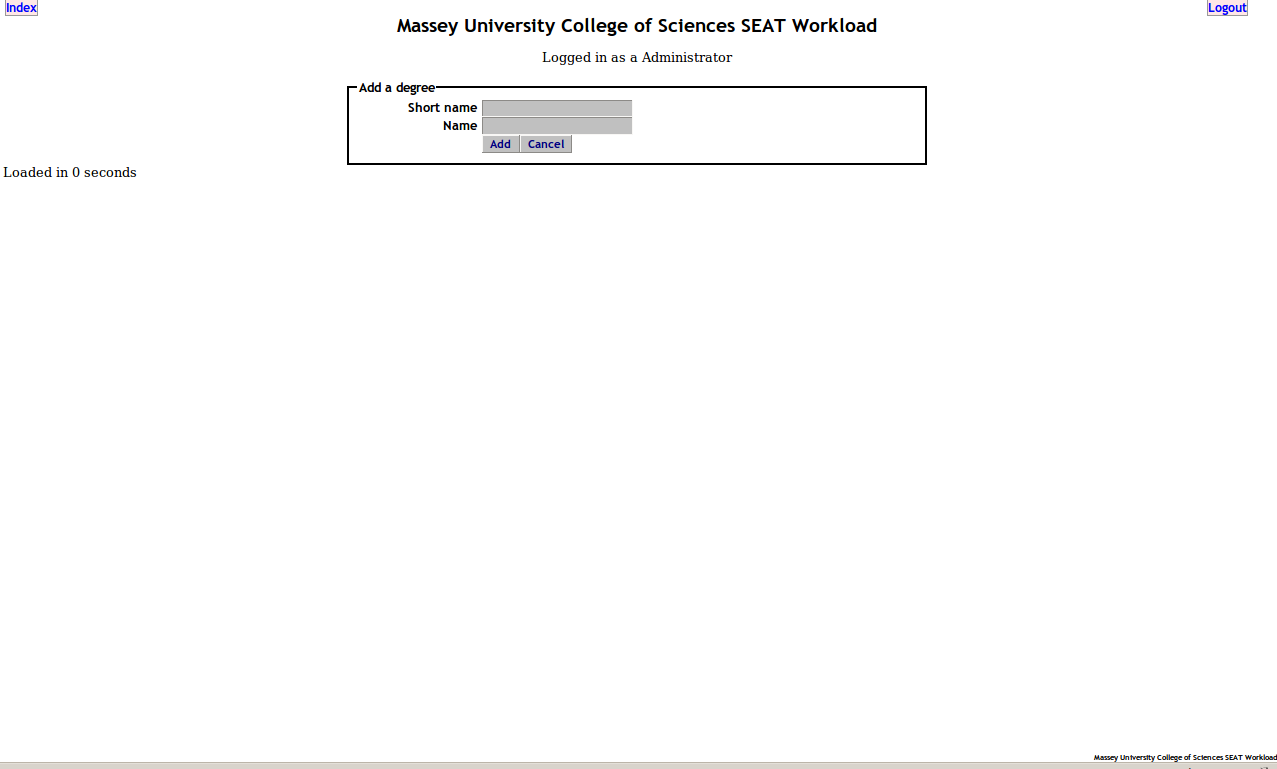 Index
Logout
Massey University College of Sciences SEAT Workload
Logged in as a Administrator
Add a degree
Short name
Name
Add Cancel
Loaded in 0 seconds
Massey University College of Sciences SEAT Workload